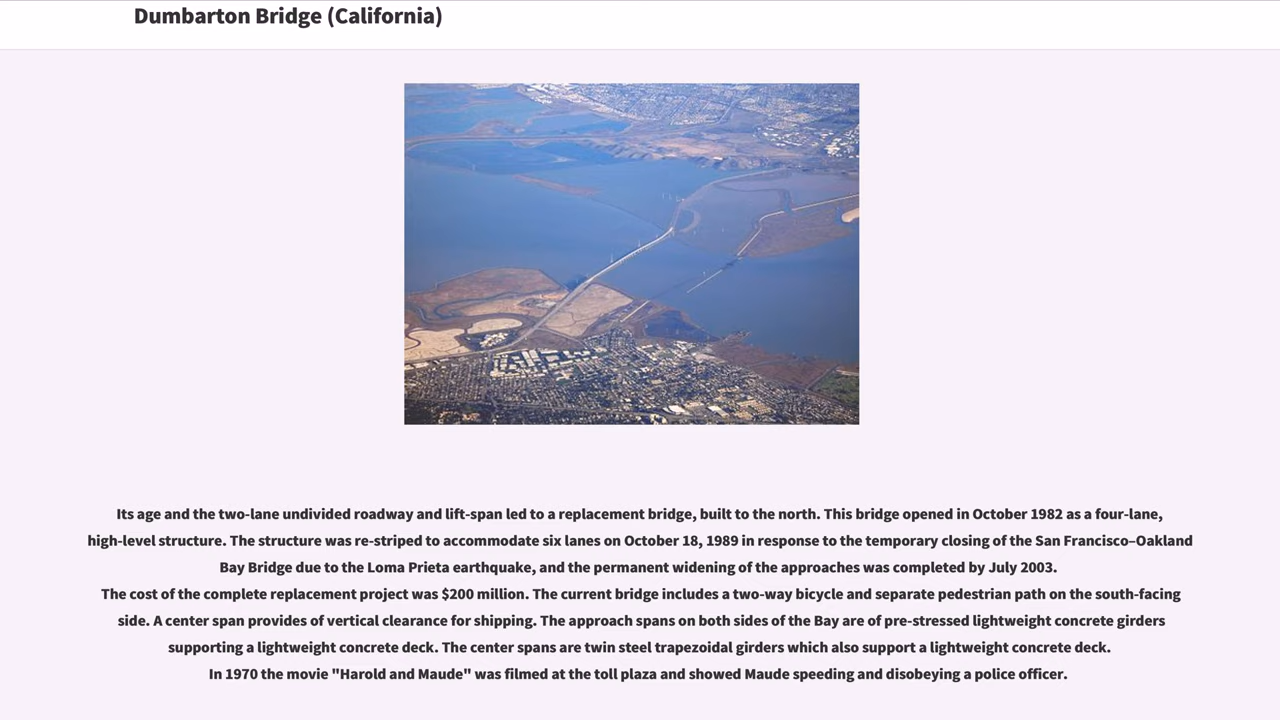 Dumbarton Bridge (California)
Its age and the two-lane undivided roadway and lift-span led to a replacement bridge, built to the north. This bridge opened in October 1982 as a four-lane,
high-level structure. The structure was re-striped to accommodate six lanes on October 18, 1989 in response to the temporary closing of the San Francisco–Oakland
Bay Bridge due to the Loma Prieta earthquake, and the permanent widening of the approaches was completed by July 2003.
The cost of the complete replacement project was $200 million. The current bridge includes a two-way bicycle and separate pedestrian path on the south-facing
side. A center span provides of vertical clearance for shipping. The approach spans on both sides of the Bay are of pre-stressed lightweight concrete girders
supporting a lightweight concrete deck. The center spans are twin steel trapezoidal girders which also support a lightweight concrete deck.
In 1970 the movie "Harold and Maude" was filmed at the toll plaza and showed Maude speeding and disobeying a police officer.